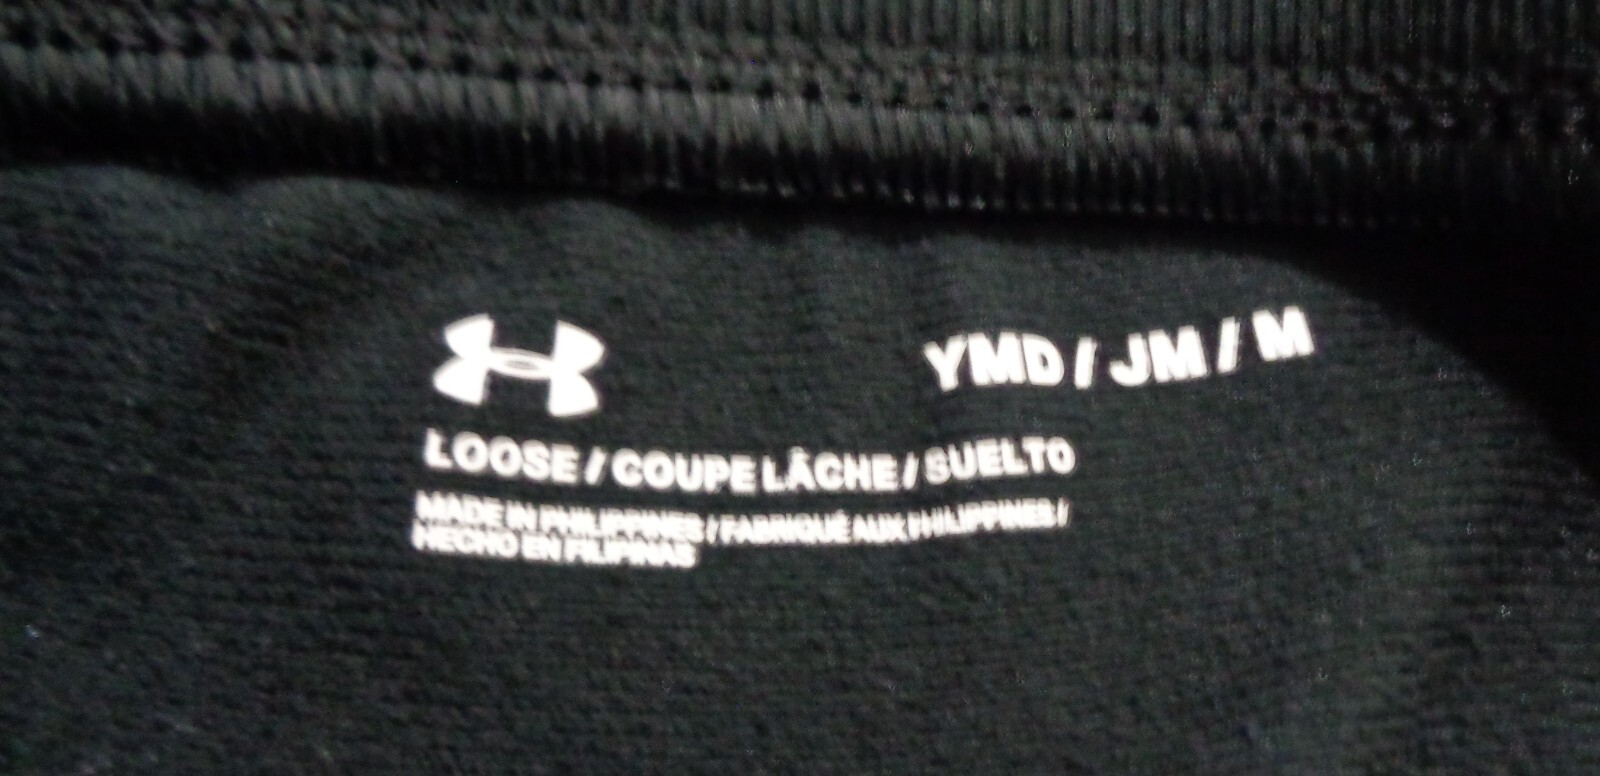 YMD / JM / M
LOOSE / COUPE LÂCHE / SUELTO
MADE IN PHILIPPINES / FABRIQUÉ AUX PHILIPPINES /
HECHO EN FILIPINAS